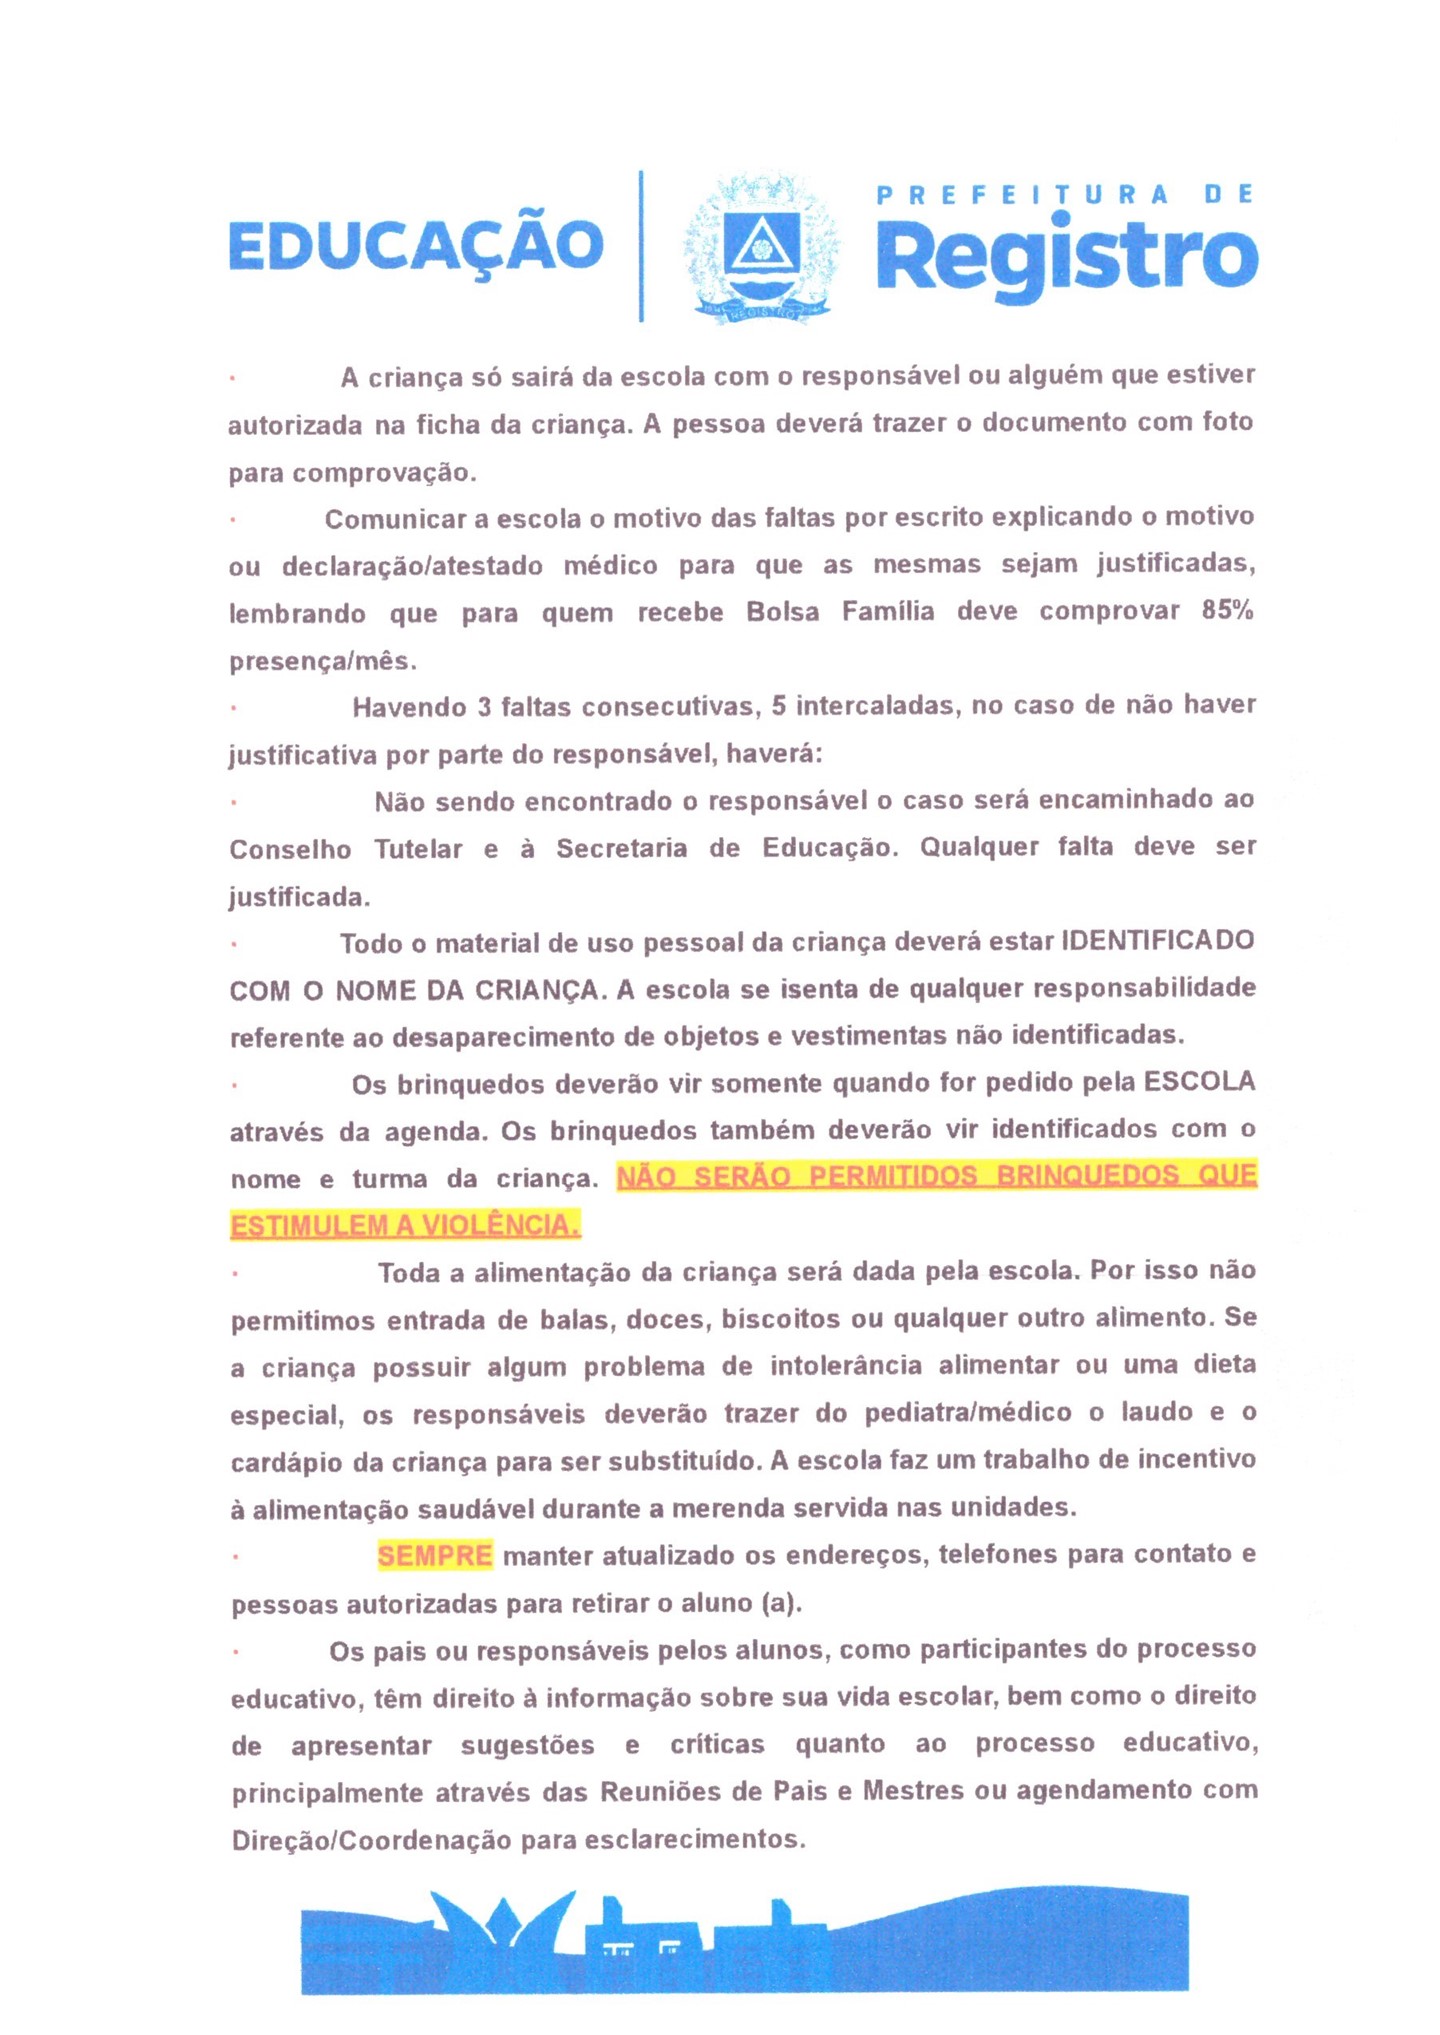 EDUCAÇÃO
PREFEITURA DE
Registro
REGISTRO
· A criança só sairá da escola com o responsável ou alguém que estiver
autorizada na ficha da criança. A pessoa deverá trazer o documento com foto
para comprovação.
· Comunicar a escola o motivo das faltas por escrito explicando o motivo
ou declaração/atestado médico para que as mesmas sejam justificadas,
lembrando que para quem recebe Bolsa Família deve comprovar 85%
presença/mês.
· Havendo 3 faltas consecutivas, 5 intercaladas, no caso de não haver
justificativa por parte do responsável, haverá:
· Não sendo encontrado o responsável o caso será encaminhado ao
Conselho Tutelar e à Secretaria de Educação. Qualquer falta deve ser
justificada.
· Todo o material de uso pessoal da criança deverá estar IDENTIFICADO
COM O NOME DA CRIANÇA. A escola se isenta de qualquer responsabilidade
referente ao desaparecimento de objetos e vestimentas não identificadas.
· Os brinquedos deverão vir somente quando for pedido pela ESCOLA
através da agenda. Os brinquedos também deverão vir identificados com o
nome e turma da criança. NÃO SERÃO PERMITIDOS BRINQUEDOS QUE
ESTIMULEM A VIOLÊNCIA.
· Toda a alimentação da criança será dada pela escola. Por isso não
permitimos entrada de balas, doces, biscoitos ou qualquer outro alimento. Se
a criança possuir algum problema de intolerância alimentar ou uma dieta
especial, os responsáveis deverão trazer do pediatra/médico o laudo e o
cardápio da criança para ser substituído. A escola faz um trabalho de incentivo
à alimentação saudável durante a merenda servida nas unidades.
· SEMPRE manter atualizado os endereços, telefones para contato e
pessoas autorizadas para retirar o aluno (a).
· Os pais ou responsáveis pelos alunos, como participantes do processo
educativo, têm direito à informação sobre sua vida escolar, bem como o direito
de apresentar sugestões e críticas quanto ao processo educativo,
principalmente através das Reuniões de Pais e Mestres ou agendamento com
Direção/Coordenação para esclarecimentos.